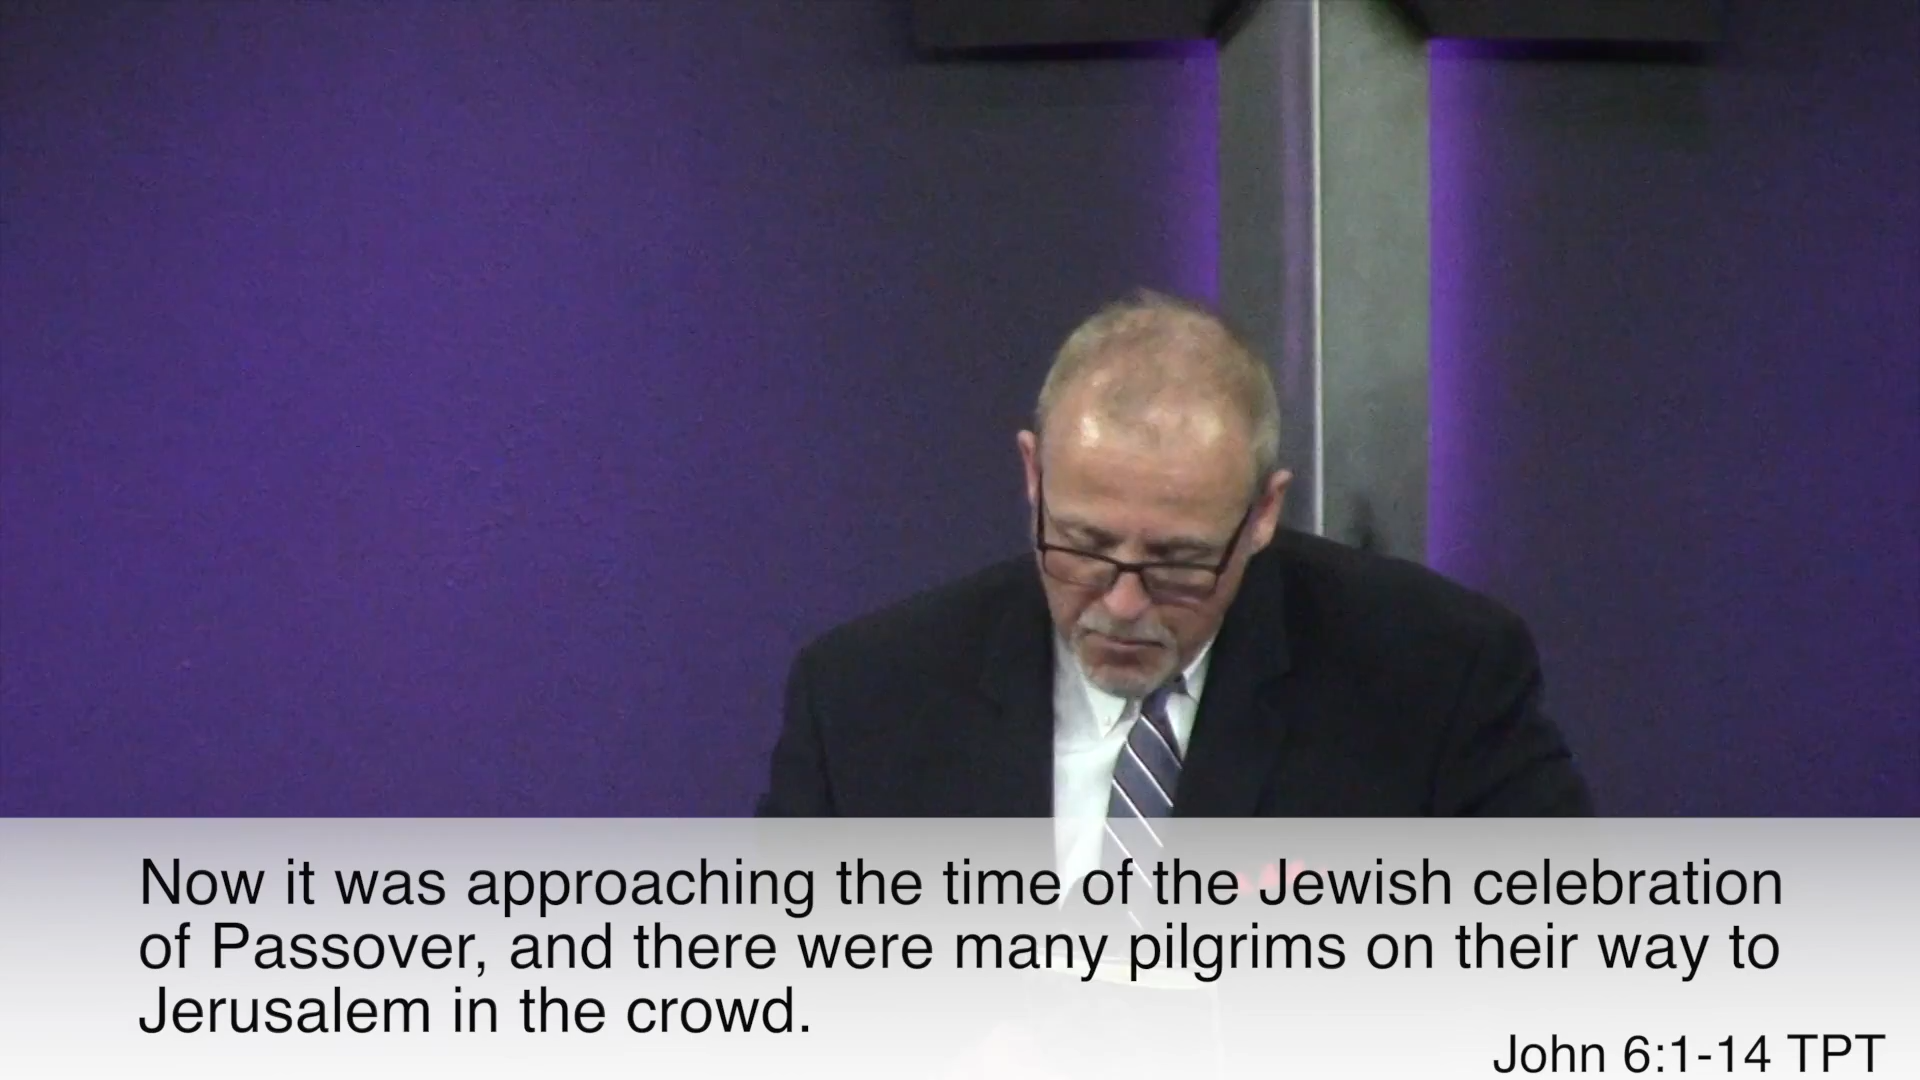 Now it was approaching the time of the Jewish celebration
of Passover, and there were many pilgrims on their way to
Jerusalem in the crowd.
John 6:1-14 TPT